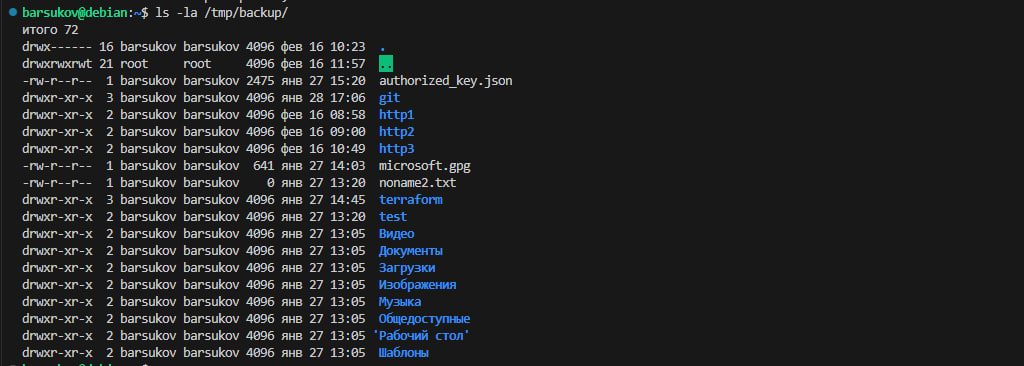 barsukov@debian:~$ ls -la /tmp/backup/
итого 72
drwx------ 16 barsukov barsukov 4096 фев 16 10:23 .
drwxrwxrwt 21 root     root     4096 фев 16 11:57 ..
-rw-r--r--  1 barsukov barsukov 2475 янв 27 15:20 authorized_key.json
drwxr-xr-x  3 barsukov barsukov 4096 янв 28 17:06 git
drwxr-xr-x  2 barsukov barsukov 4096 фев 16 08:58 http1
drwxr-xr-x  2 barsukov barsukov 4096 фев 16 09:00 http2
drwxr-xr-x  2 barsukov barsukov 4096 фев 16 10:49 http3
-rw-r--r--  1 barsukov barsukov  641 янв 27 14:03 microsoft.gpg
-rw-r--r--  1 barsukov barsukov    0 янв 27 13:20 noname2.txt
drwxr-xr-x  3 barsukov barsukov 4096 янв 27 14:45 terraform
drwxr-xr-x  2 barsukov barsukov 4096 янв 27 13:20 test
drwxr-xr-x  2 barsukov barsukov 4096 янв 27 13:05 Видео
drwxr-xr-x  2 barsukov barsukov 4096 янв 27 13:05 Документы
drwxr-xr-x  2 barsukov barsukov 4096 янв 27 13:05 Загрузки
drwxr-xr-x  2 barsukov barsukov 4096 янв 27 13:05 Изображения
drwxr-xr-x  2 barsukov barsukov 4096 янв 27 13:05 Музыка
drwxr-xr-x  2 barsukov barsukov 4096 янв 27 13:05 Общедоступные
drwxr-xr-x  2 barsukov barsukov 4096 янв 27 13:05 'Рабочий стол'
drwxr-xr-x  2 barsukov barsukov 4096 янв 27 13:05 Шаблоны